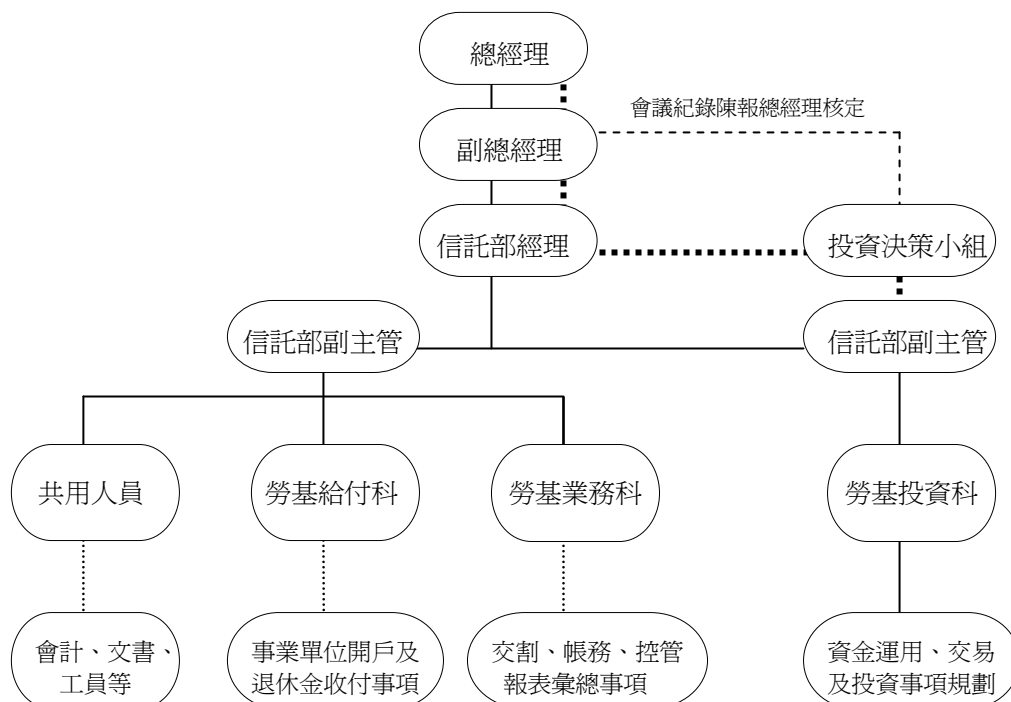 總經理
會議紀錄陳報總經理核定
副總經理
信託部經理
投資決策小組
信託部副主管
信託部副主管
共用人員
勞基給付科
勞基業務科
勞基投資科
會計、文書、
工員等
事業單位開戶及
退休金收付事項
交割、帳務、控管
報表彙總事項
資金運用、交易
及投資事項規劃